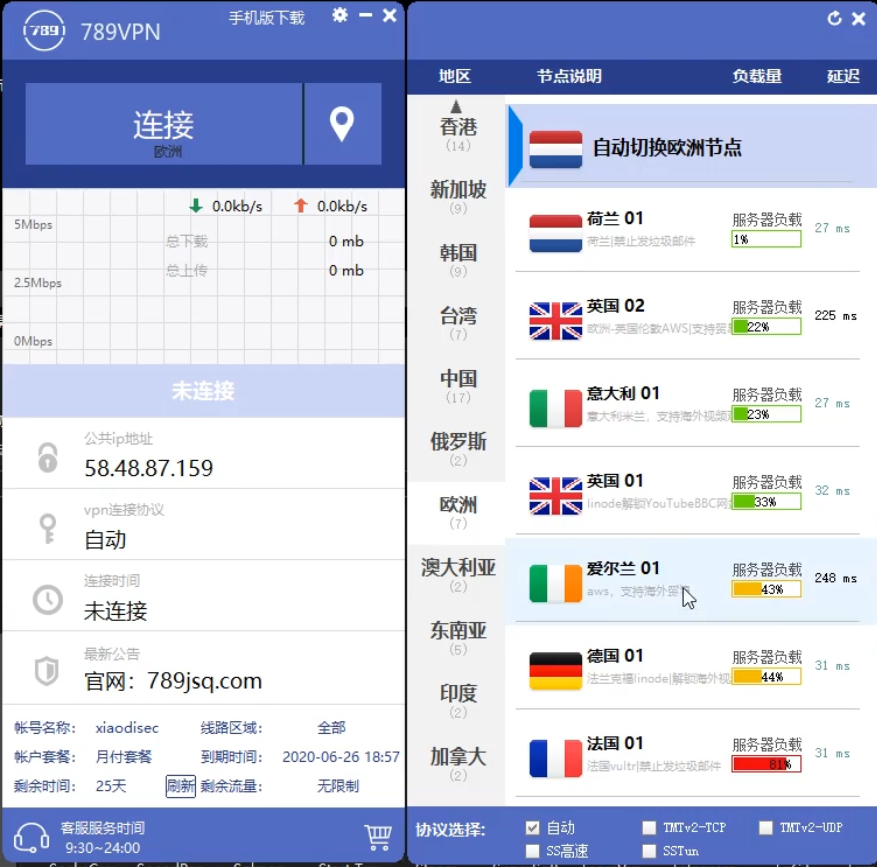 789 789VPN 手机版下载
连接
欧洲
0.0kb/s 0.0kb/s
5Mbps
总下载 0 mb
总上传 0 mb
2.5Mbps
0Mbps
未连接
公共ip地址
58.48.87.159
vpn连接协议
自动
连接时间
未连接
最新公告
官网：789jsq.com
帐号名称: xiaodisec 线路区域: 全部
帐户套餐: 月付套餐 到期时间: 2020-06-26 18:57
剩余时间: 25天 刷新 剩余流量: 无限制
客服服务时间
9:30~24:00
地区 节点说明 负载量 延迟
香港
(14)
新加坡
(9)
韩国
(9)
台湾
(7)
中国
(17)
俄罗斯
(2)
欧洲
(7)
澳大利亚
(2)
东南亚
(5)
印度
(2)
加拿大
(2)
自动切换欧洲节点
荷兰 01 服务器负载 27 ms
荷兰|禁止发垃圾邮件 1%
英国 02 服务器负载 225 ms
欧洲-英国伦敦AWS|支持贸 22%
意大利 01 服务器负载 27 ms
意大利米兰，支持海外视频 23%
英国 01 服务器负载 32 ms
linode解锁YouTubeBBC网 33%
爱尔兰 01 服务器负载 248 ms
aws，支持海外 43%
德国 01 服务器负载 31 ms
法兰克福linode|解锁海外视 44%
法国 01 服务器负载 31 ms
法国vultr|禁止发垃圾邮件 81%
协议选择: 自动 TMTv2-TCP TMTv2-UDP
SS高速 SSTun